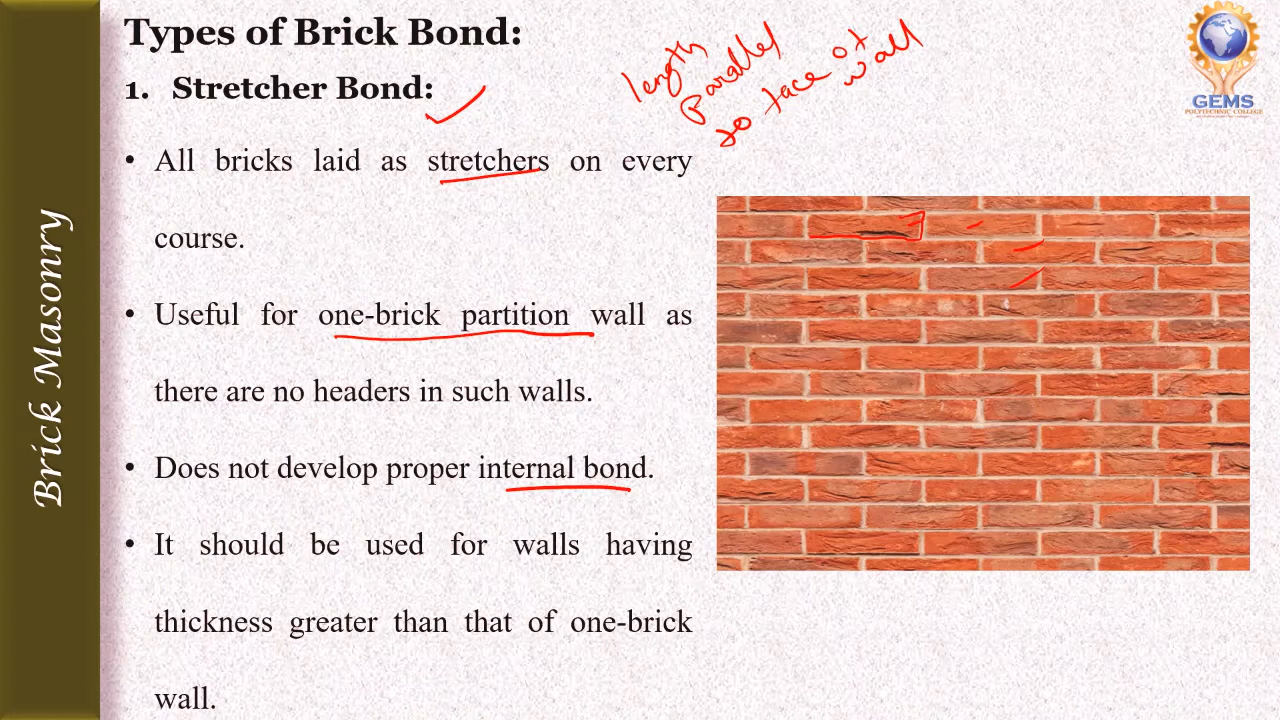 Types of Brick Bond:
1. Stretcher Bond:
length
Parallel
to face of
wall
• All bricks laid as stretchers on every
course.
• Useful for one-brick partition wall as
there are no headers in such walls.
• Does not develop proper internal bond.
• It should be used for walls having
thickness greater than that of one-brick
wall.
Brick Masonry
GEMS
POLYTECHNIC COLLEGE